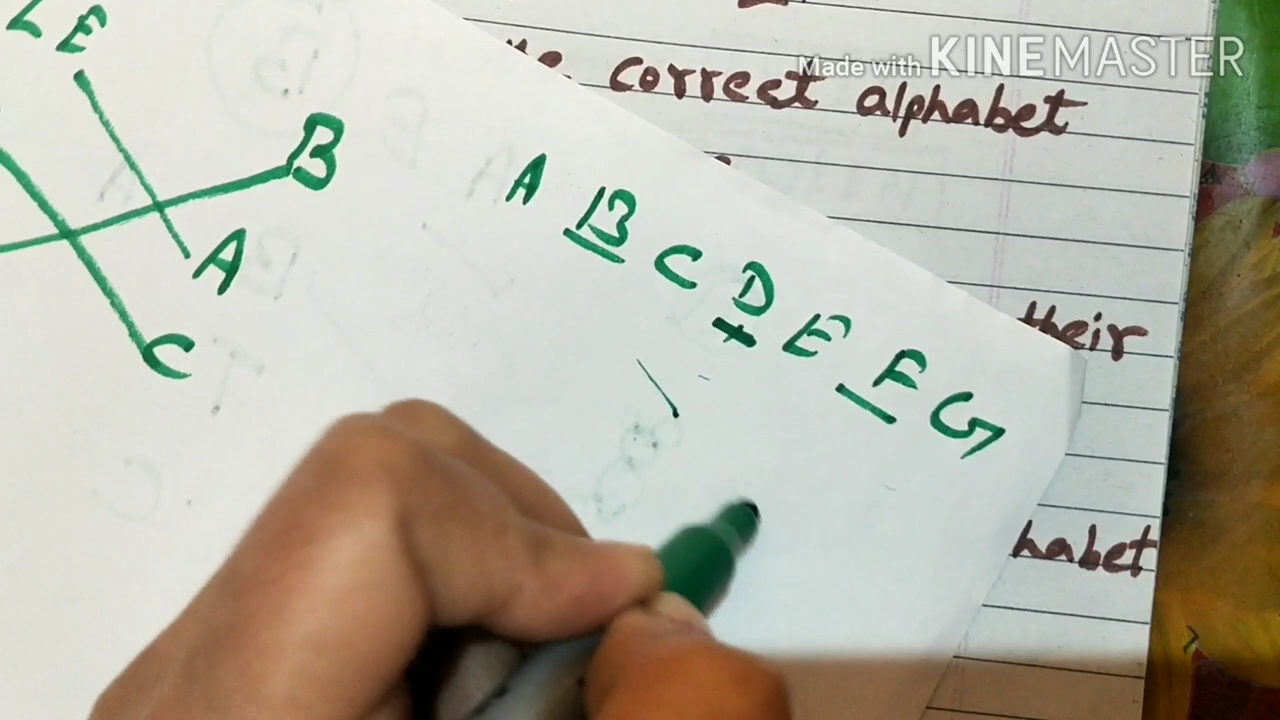 Made with KINEMASTER
correct alphabet
L E
B
A
C
A B C D E F G
their
habet